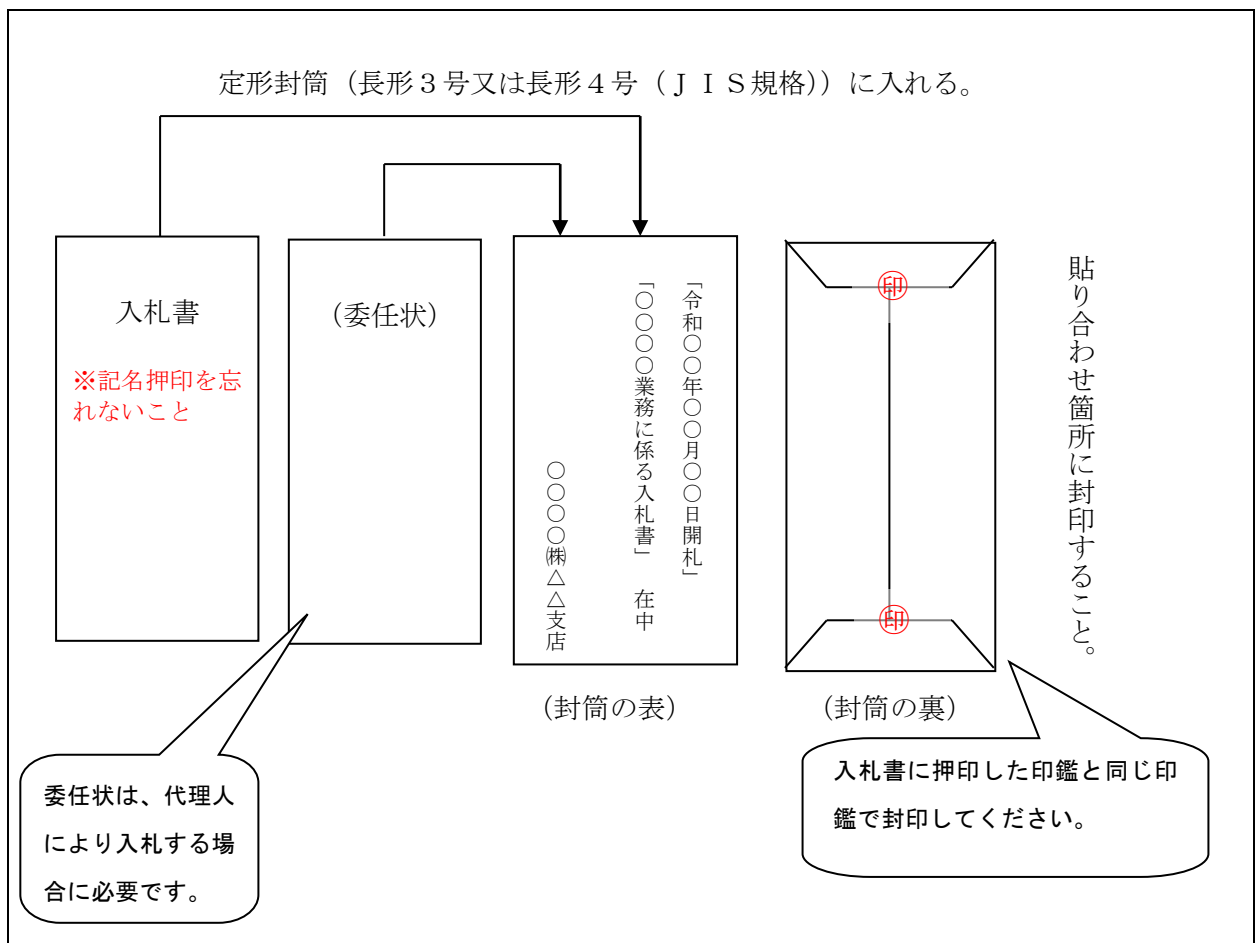 定形封筒(長形３号又は長形４号(ＪＩＳ規格))に入れる。
入札書
※記名押印を忘
れないこと
(委任状)
「令和〇〇年〇〇月〇〇日開札」
「〇〇〇〇業務に係る入札書」 在中
〇〇〇〇㈱△△支店
印
印
貼り合わせ箇所に封印すること。
(封筒の表)
(封筒の裏)
委任状は、代理人
により入札する場
合に必要です。
入札書に押印した印鑑と同じ印
鑑で封印してください。